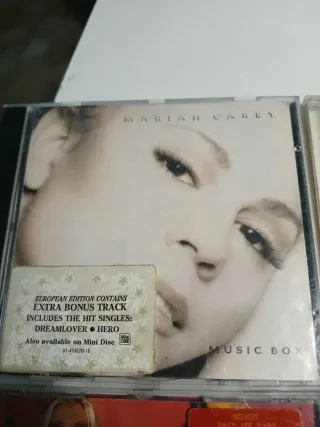 MARIAH CAREY
EUROPEAN EDITION CONTAINS
EXTRA BONUS TRACK
INCLUDES THE HIT SINGLES:
DREAMLOVER ● HERO
Also available on Mini Disc
MUSIC BOX
INCLUDES